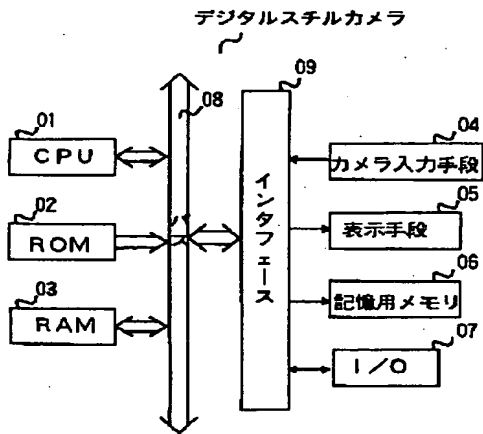 デジタルスチルカメラ
01
CPU
02
ROM
03
RAM
08
バス
09
インタフェース
04
カメラ入力手段
05
表示手段
06
記憶用メモリ
07
I/O